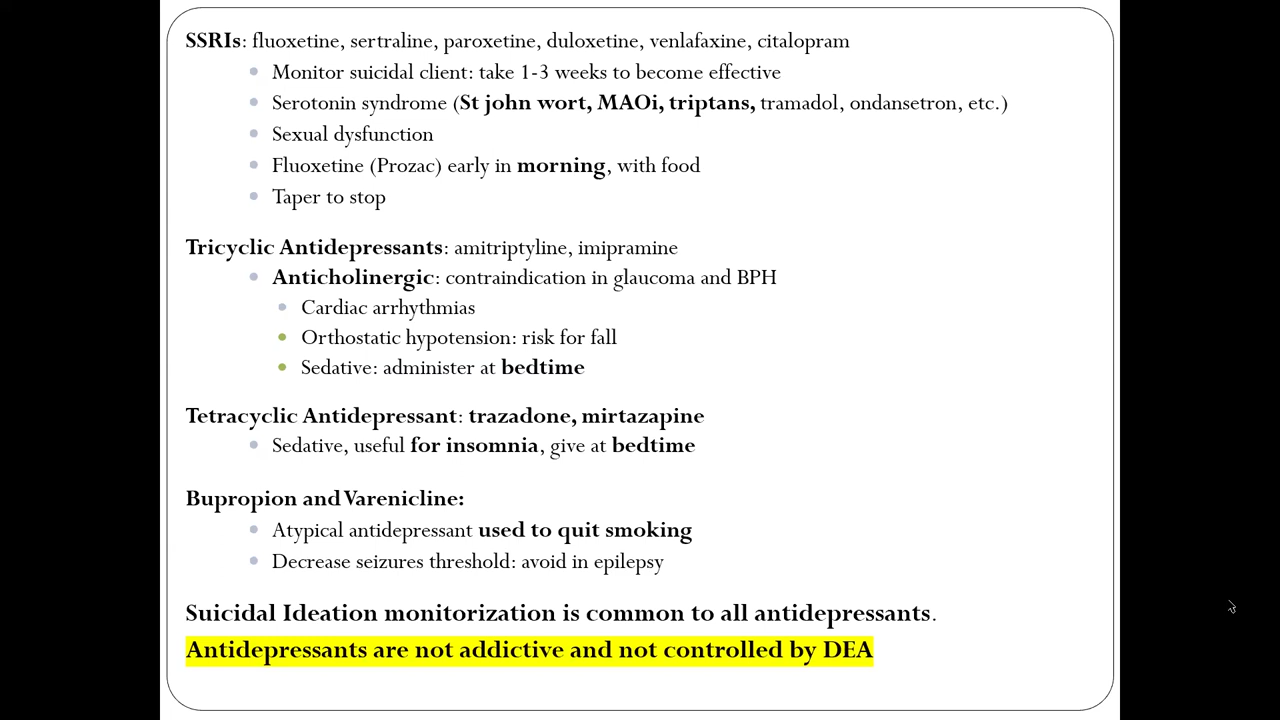 SSRIs: fluoxetine, sertraline, paroxetine, duloxetine, venlafaxine, citalopram
Monitor suicidal client: take 1-3 weeks to become effective
Serotonin syndrome (St john wort, MAOi, triptans, tramadol, ondansetron, etc.)
Sexual dysfunction
Fluoxetine (Prozac) early in morning, with food
Taper to stop
Tricyclic Antidepressants: amitriptyline, imipramine
Anticholinergic: contraindication in glaucoma and BPH
Cardiac arrhythmias
Orthostatic hypotension: risk for fall
Sedative: administer at bedtime
Tetracyclic Antidepressant: trazadone, mirtazapine
Sedative, useful for insomnia, give at bedtime
Bupropion and Varenicline:
Atypical antidepressant used to quit smoking
Decrease seizures threshold: avoid in epilepsy
Suicidal Ideation monitorization is common to all antidepressants.
Antidepressants are not addictive and not controlled by DEA